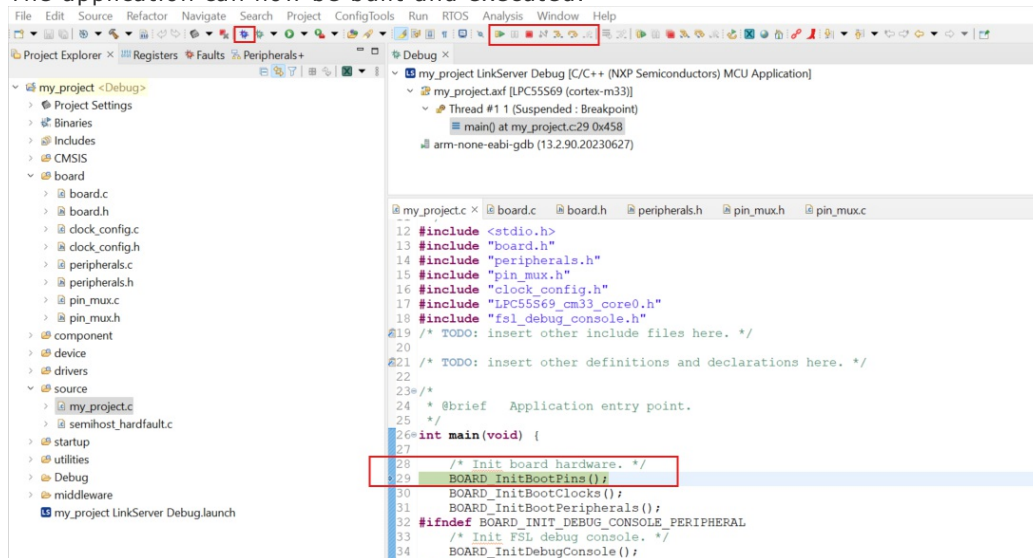 The application can now be built and executed.
File Edit Source Refactor Navigate Search Project ConfigTools Run RTOS Analysis Window Help
Project Explorer Registers Faults Peripherals+
my_project <Debug>
Project Settings
Binaries
Includes
CMSIS
board
board.c
board.h
clock_config.c
clock_config.h
peripherals.c
peripherals.h
pin_mux.c
pin_mux.h
component
device
drivers
source
my_project.c
semihost_hardfault.c
startup
utilities
Debug
middleware
my_project LinkServer Debug.launch
Debug
my_project LinkServer Debug [C/C++ (NXP Semiconductors) MCU Application]
my_project.axf [LPC55S69 (cortex-m33)]
Thread #1 1 (Suspended : Breakpoint)
main() at my_project.c:29 0x458
arm-none-eabi-gdb (13.2.90.20230627)
my_project.c board.c board.h peripherals.h pin_mux.h pin_mux.c
12 #include <stdio.h>
13 #include "board.h"
14 #include "peripherals.h"
15 #include "pin_mux.h"
16 #include "clock_config.h"
17 #include "LPC55S69_cm33_core0.h"
18 #include "fsl_debug_console.h"
19 /* TODO: insert other include files here. */
20
21 /* TODO: insert other definitions and declarations here. */
22
23 /*
24 * @brief Application entry point.
25 */
26 int main(void) {
27
28 /* Init board hardware. */
29 BOARD_InitBootPins();
30 BOARD_InitBootClocks();
31 BOARD_InitBootPeripherals();
32 #ifndef BOARD_INIT_DEBUG_CONSOLE_PERIPHERAL
33 /* Init FSL debug console. */
34 BOARD_InitDebugConsole();